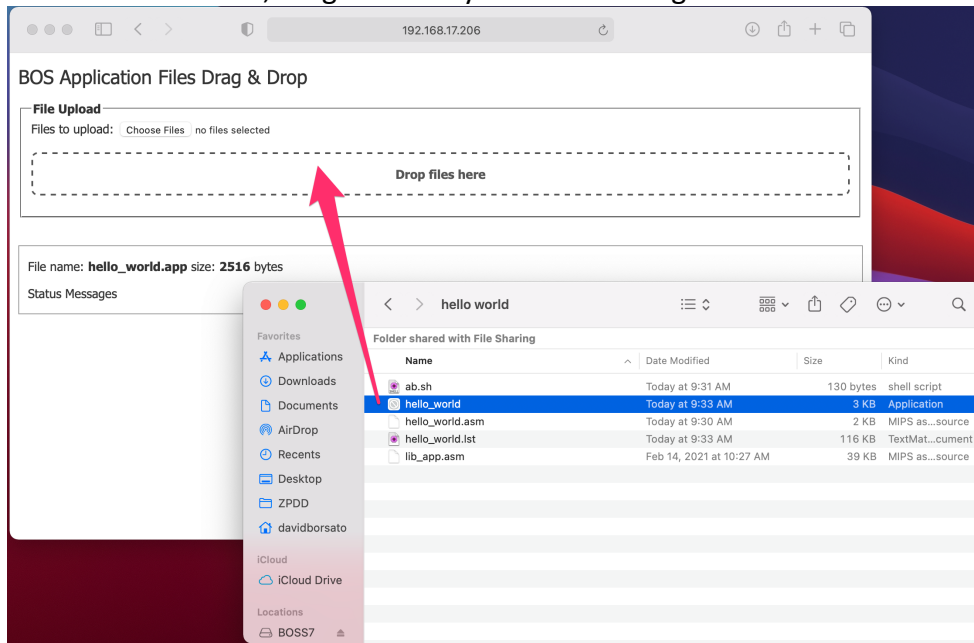 192.168.17.206
BOS Application Files Drag & Drop
File Upload
Files to upload: Choose Files no files selected
Drop files here
File name: hello_world.app size: 2516 bytes
Status Messages
hello world
Favorites
Applications
Downloads
Documents
AirDrop
Recents
Desktop
ZPDD
davidborsato
iCloud
iCloud Drive
Locations
BOSS7
Folder shared with File Sharing
Name Date Modified Size Kind
ab.sh Today at 9:31 AM 130 bytes shell script
hello_world Today at 9:33 AM 3 KB Application
hello_world.asm Today at 9:30 AM 2 KB MIPS as...source
hello_world.lst Today at 9:33 AM 116 KB TextMat...cument
lib_app.asm Feb 14, 2021 at 10:27 AM 39 KB MIPS as...source